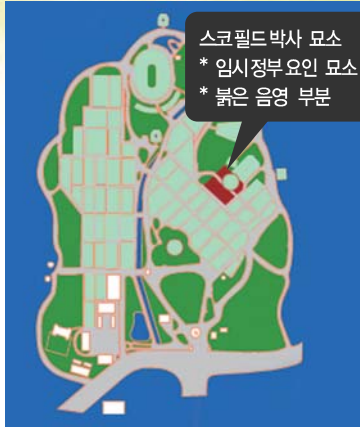 스코필드박사 묘소
* 임시정부요인 묘소
* 붉은 음영 부분